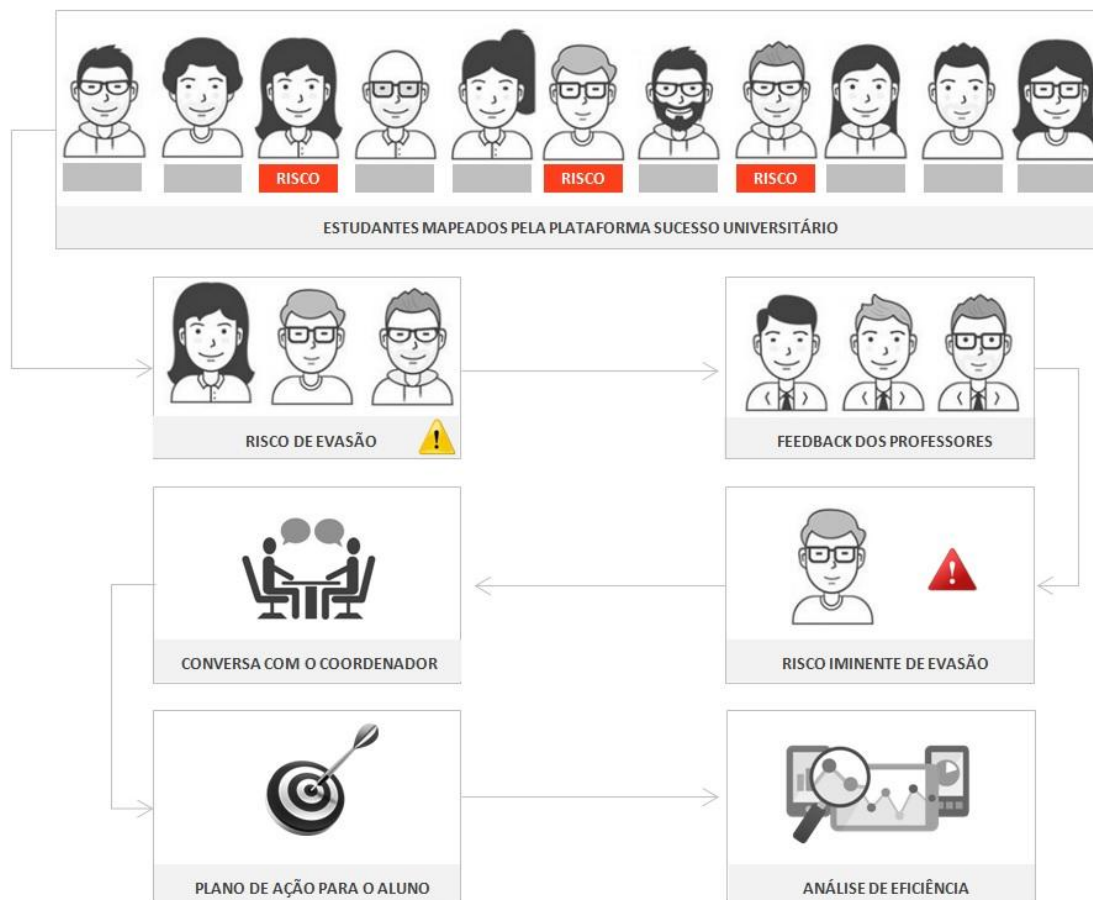 RISCO
RISCO
RISCO
ESTUDANTES MAPEADOS PELA PLATAFORMA SUCESSO UNIVERSITÁRIO
RISCO DE EVASÃO
FEEDBACK DOS PROFESSORES
CONVERSA COM O COORDENADOR
RISCO IMINENTE DE EVASÃO
PLANO DE AÇÃO PARA O ALUNO
ANÁLISE DE EFICIÊNCIA